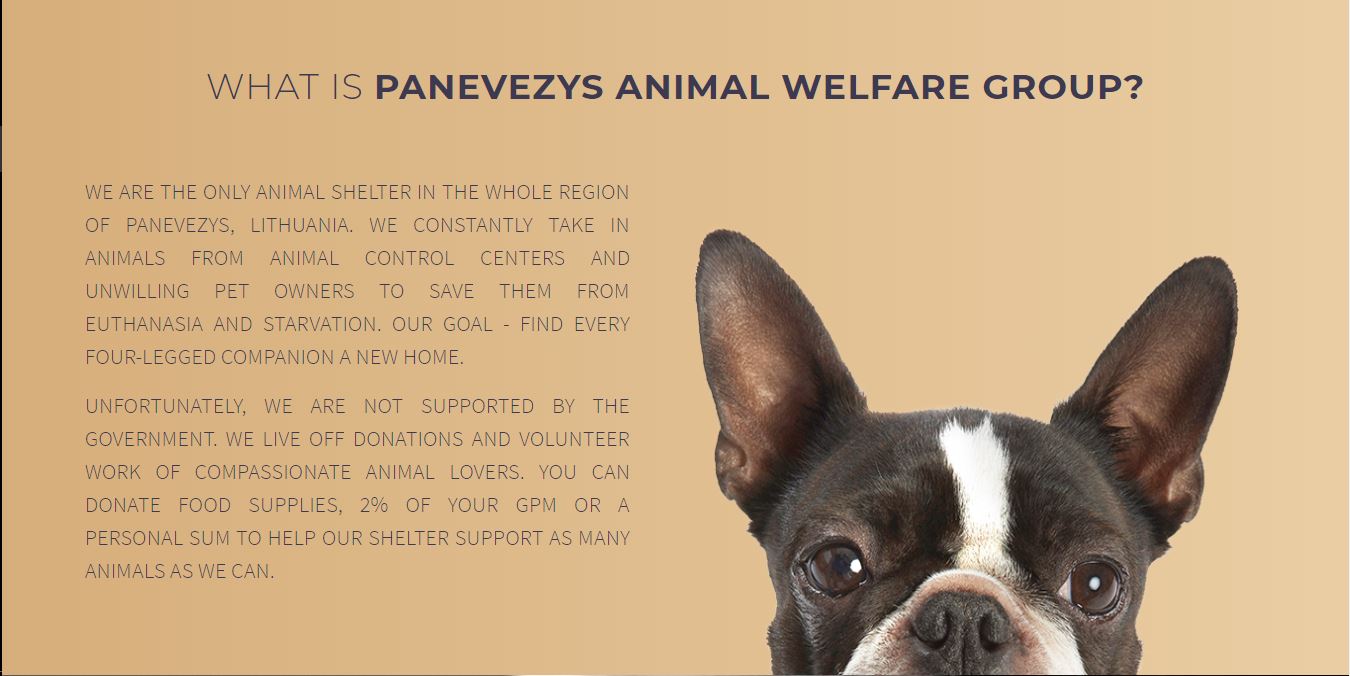 WHAT IS PANEVEZYS ANIMAL WELFARE GROUP?
WE ARE THE ONLY ANIMAL SHELTER IN THE WHOLE REGION
OF PANEVEZYS, LITHUANIA. WE CONSTANTLY TAKE IN
ANIMALS FROM ANIMAL CONTROL CENTERS AND
UNWILLING PET OWNERS TO SAVE THEM FROM
EUTHANASIA AND STARVATION. OUR GOAL - FIND EVERY
FOUR-LEGGED COMPANION A NEW HOME.
UNFORTUNATELY, WE ARE NOT SUPPORTED BY THE
GOVERNMENT. WE LIVE OFF DONATIONS AND VOLUNTEER
WORK OF COMPASSIONATE ANIMAL LOVERS. YOU CAN
DONATE FOOD SUPPLIES, 2% OF YOUR GPM OR A
PERSONAL SUM TO HELP OUR SHELTER SUPPORT AS MANY
ANIMALS AS WE CAN.